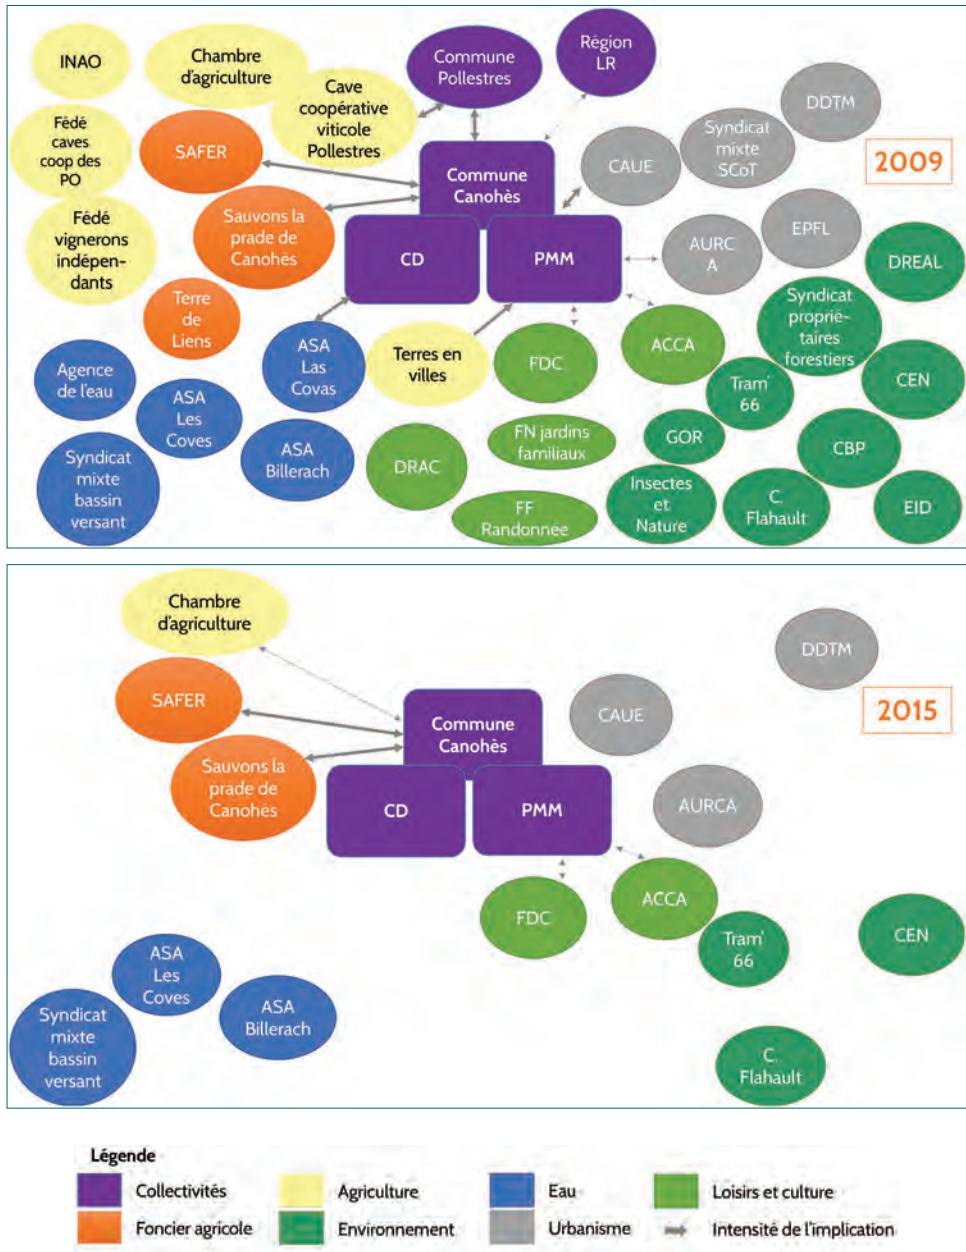 INAO
Chambre
d'agriculture
Commune
Pollestres
Région
LR
Cave
coopérative
viticole
Pollestres
DDTM
Fédé
caves
coop des
PO
SAFER
Syndicat
mixte
SCoT
CAUE
2009
Commune
Canohès
Sauvons la
prade de
Canohès
Fédé
vignerons
indépen-
dants
CD
PMM
AURC
A
EPFL
DREAL
Terre
de
Liens
Syndicat
proprié-
taires
forestiers
ASA
Las
Covas
Terres en
villes
FDC
ACCA
Agence
de l'eau
Tram'
66
CEN
ASA
Les
Coves
FN jardins
familiaux
GOR
CBP
ASA
Billerach
DRAC
Syndicat
mixte
bassin
versant
FF
Randonnée
Insectes
et
Nature
C.
Flahault
EID
Chambre
d'agriculture
DDTM
SAFER
CAUE
2015
Commune
Canohès
Sauvons la
prade de
Canohès
CD
PMM
AURCA
FDC
ACCA
Tram'
66
CEN
ASA
Les
Coves
ASA
Billerach
Syndicat
mixte
bassin
versant
C.
Flahault
Légende
Collectivités
Agriculture
Eau
Loisirs et culture
Foncier agricole
Environnement
Urbanisme
Intensité de l'implication